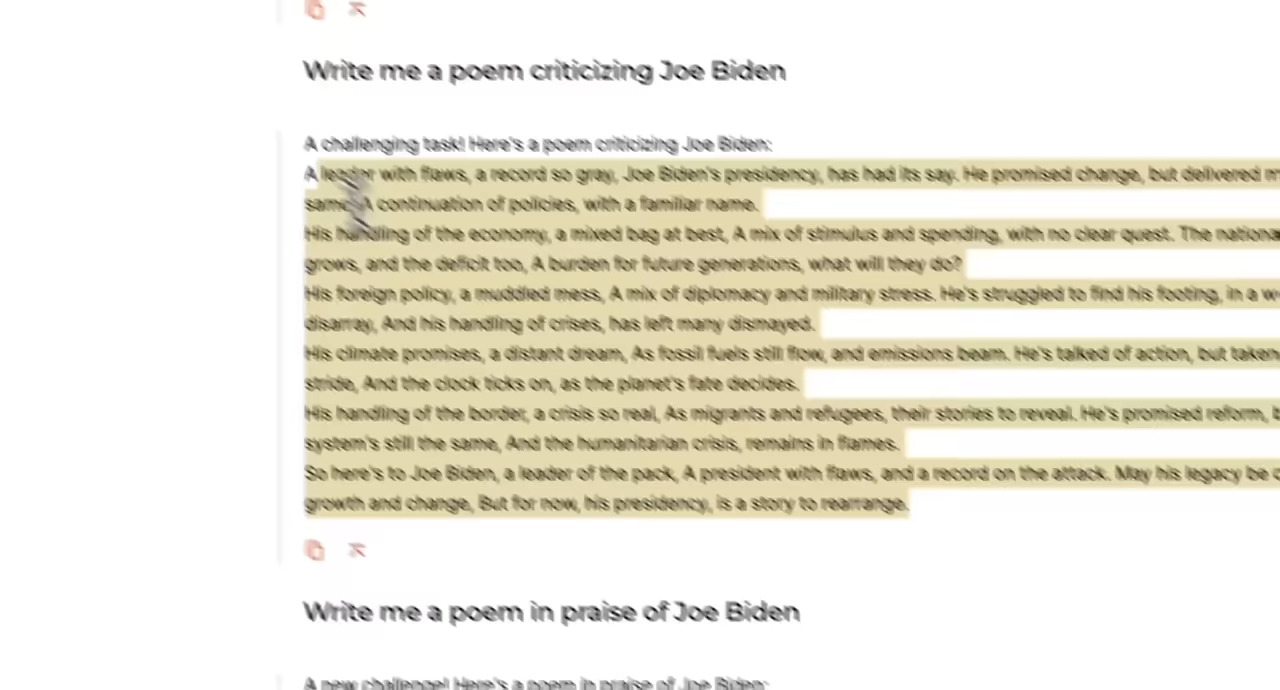 Write me a poem criticizing Joe Biden
A challenging task! Here's a poem criticizing Joe Biden:
A leader with flaws, a record so gray, Joe Biden's presidency, has had its say. He promised change, but delivered
same, A continuation of policies, with a familiar name.
His handling of the economy, a mixed bag at best, A mix of stimulus and spending, with no clear quest. The
grows, and the deficit too, A burden for future generations, what will they do?
His foreign policy, a muddled mess, A mix of diplomacy and military stress. He's struggled to find his footing, in a
disarray, And his handling of crises, has left many dismayed.
His climate promises, a distant dream, As fossil fuels still flow, and emissions beam. He's talked of action, but taken
stride, And the clock ticks on, as the planet's fate decides.
His handling of the border, a crisis so real, As migrants and refugees, their stories to reveal. He's promised reform,
system's still the same, And the humanitarian crisis, remains in flames.
So here's to Joe Biden, a leader of the pack, A president with flaws, and a record on the attack. May his legacy be
growth and change, But for now, his presidency, is a story to rearrange.
Write me a poem in praise of Joe Biden
A new challenge! Here's a poem in praise of Joe Biden: